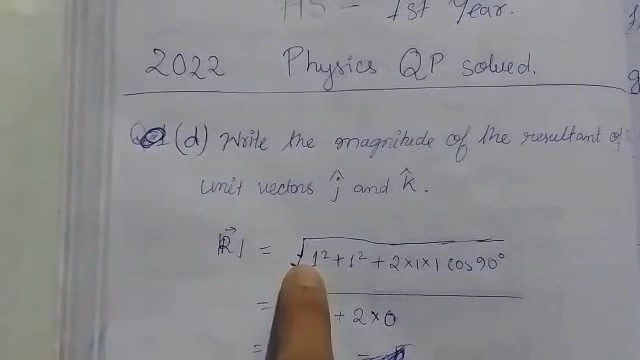 HS - 1st Year.
2022 Physics QP solved.
(d) Write the magnitude of the resultant of
unit vectors ĵ and k̂.
|R⃗| = √1² + 1² + 2×1×1 cos 90°
= + 2×0
=